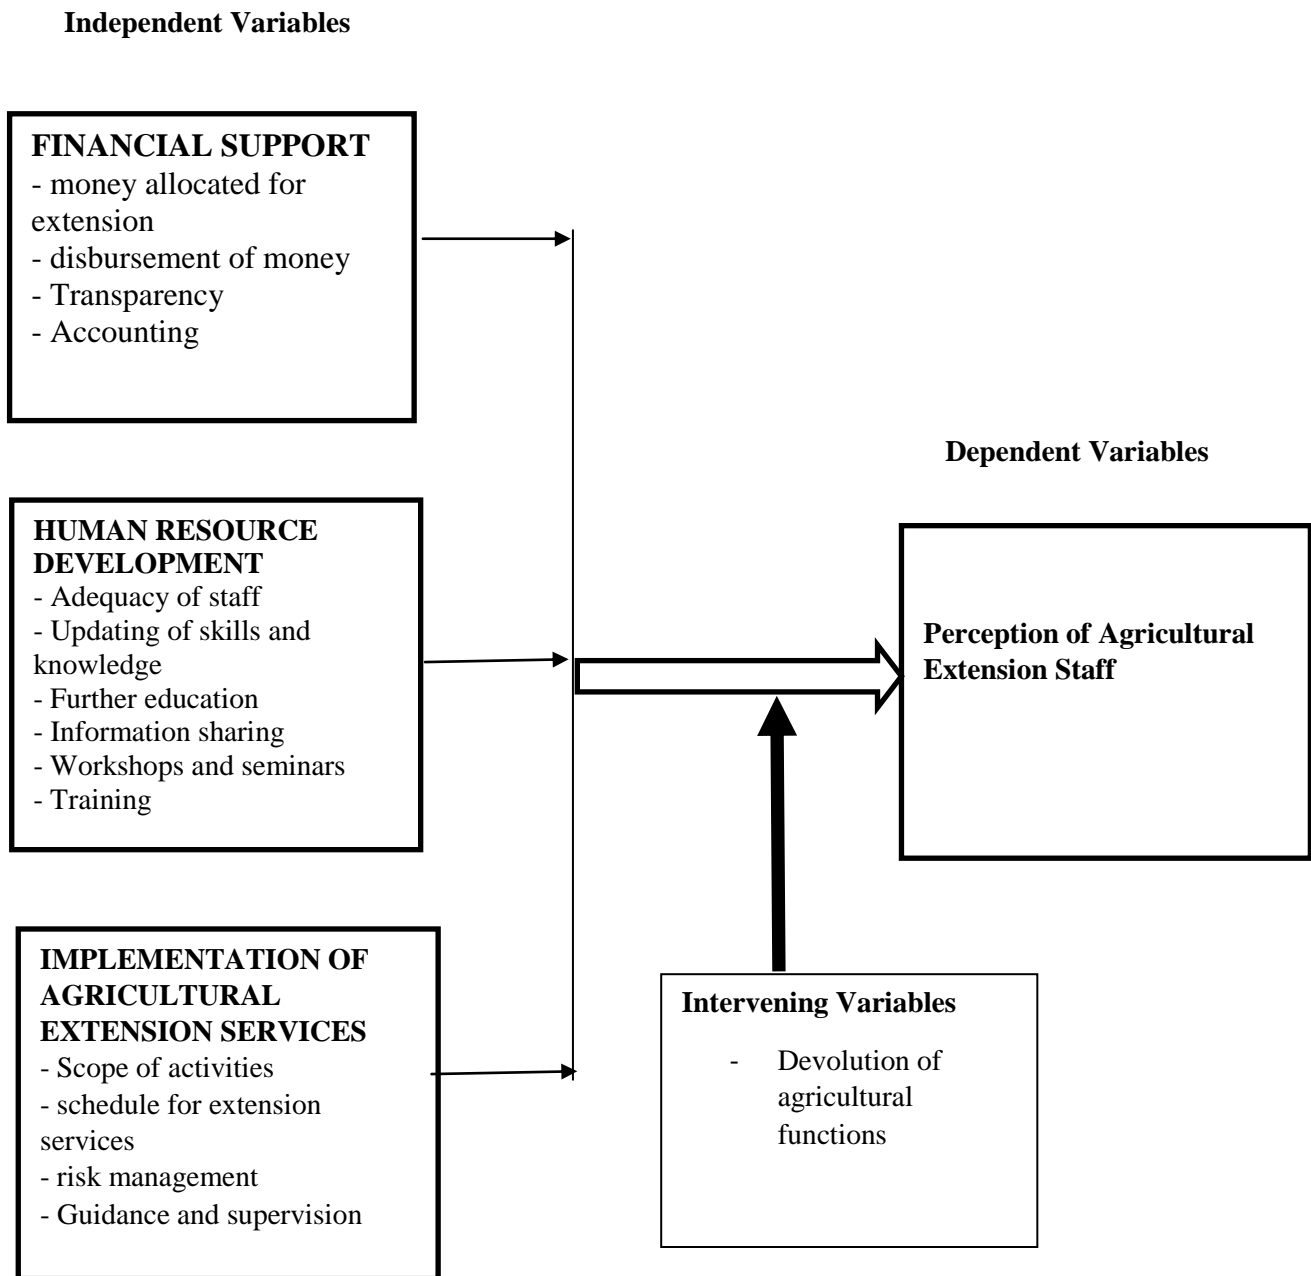 Independent Variables
FINANCIAL SUPPORT
- money allocated for
extension
- disbursement of money
- Transparency
- Accounting
Dependent Variables
HUMAN RESOURCE
DEVELOPMENT
- Adequacy of staff
- Updating of skills and
knowledge
- Further education
- Information sharing
- Workshops and seminars
- Training
Perception of Agricultural
Extension Staff
IMPLEMENTATION OF
AGRICULTURAL
EXTENSION SERVICES
- Scope of activities
- schedule for extension
services
- risk management
- Guidance and supervision
Intervening Variables
- Devolution of
agricultural
functions